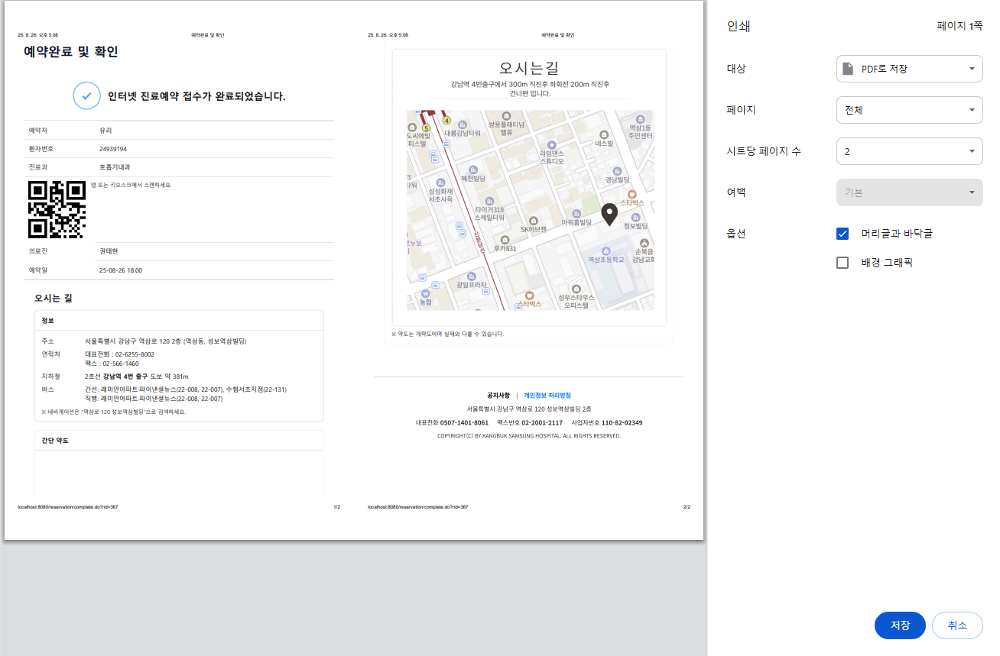 25. 8. 26. 오후 5:08
예약완료 및 확인
예약완료 및 확인
인터넷 진료예약 접수가 완료되었습니다.
예약자 유리
환자번호 24939194
진료과 호흡기내과
앱 또는 키오스크에서 스캔하세요.
의료진 권태현
예약일 25-08-26 18:00
오시는 길
정보
주소 서울특별시 강남구 역삼로 120 2층 (역삼동, 성보역삼빌딩)
연락처 대표전화 : 02-6255-8002
팩스 : 02-566-1460
지하철 2호선 강남역 4번 출구 도보 약 381m
버스 간선: 래미안아파트·파이낸셜뉴스(22-008, 22-007), 수협서초지점(22-131)
직행: 래미안아파트·파이낸셜뉴스(22-008, 22-007)
※ 네비게이션은 "역삼로 120 성보역삼빌딩"으로 검색하세요.
간단 약도
localhost:8080/reservation/complete.do?rid=367
1/2
25. 8. 26. 오후 5:08
예약완료 및 확인
오시는길
강남역 4번출구에서 300m 직진후 좌회전 200m 직진후
건너편 입니다.
4
5
도씨에빛
피스텔
대륭강남타워
쌍용플래티넘
밸류
역삼1동
주민센터
네스빌
라임댄스
스튜디오
혜천빌딩
경남빌딩
타워
삼성화재
서초사옥
스타벅스
타이거318
스케일타워
SK허브젠
아워홈빌딩
청보빌딩
르누보
루카831
역삼초등학교
순복음
강남교회
광일프라자
농협
스타벅스
성우스타우스
오피스텔
※ 약도는 개략도이며 실제와 다를 수 있습니다.
공지사항 | 개인정보 처리방침
서울특별시 강남구 역삼로 120 성보역삼빌딩 2층
대표전화 0507-1401-8061 팩스번호 02-2001-2117 사업자번호 110-82-02349
COPYRIGHT(C) BY KANGBUK SAMSUNG HOSPITAL. ALL RIGHTS RESERVED.
localhost:8080/reservation/complete.do?rid=367
2/2
인쇄
페이지 1쪽
대상 PDF로 저장
페이지 전체
시트당 페이지 수 2
여백 기본
옵션 머리글과 바닥글
배경 그래픽
저장 취소